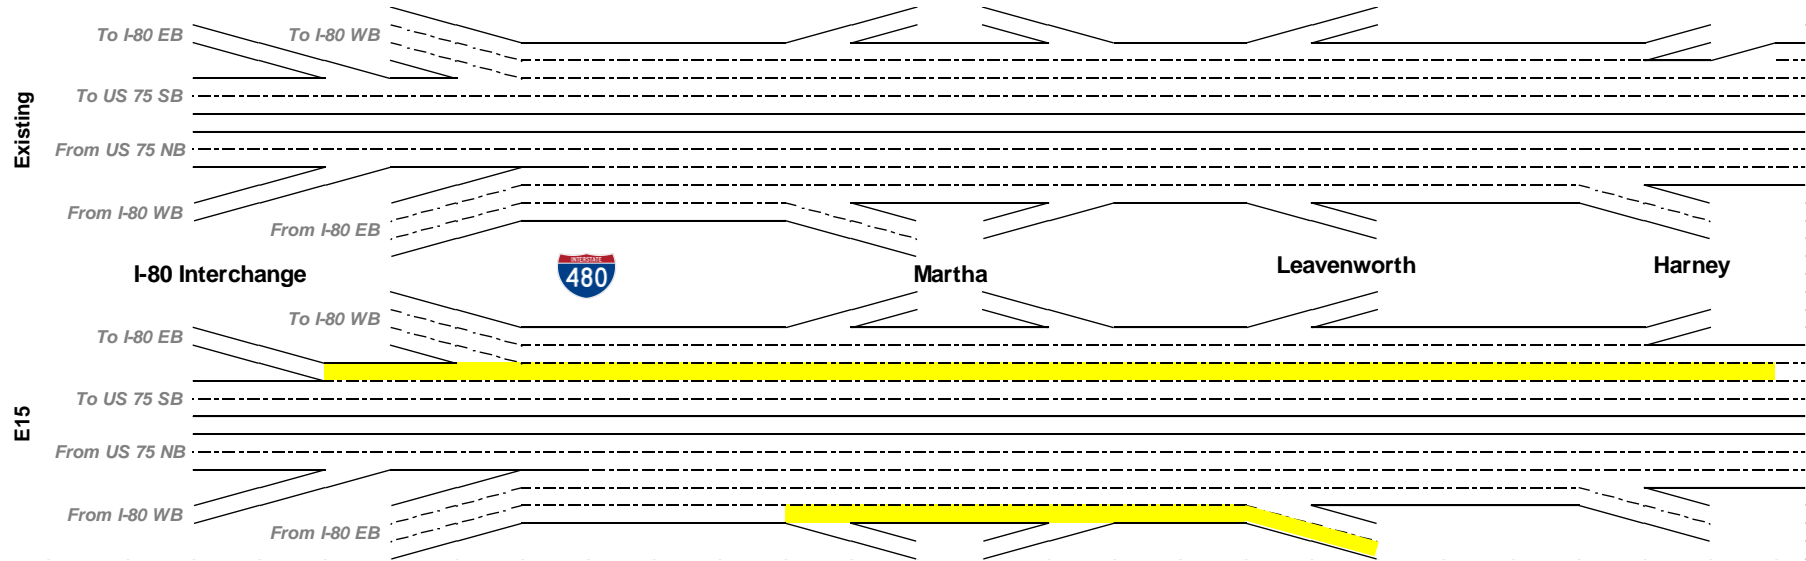 To I-80 EB
To I-80 WB
To US 75 SB
Existing
From US 75 NB
From I-80 WB
From I-80 EB
I-80 Interchange
INTERSTATE
480
Martha
Leavenworth
Harney
To I-80 WB
To I-80 EB
To US 75 SB
E15
From US 75 NB
From I-80 WB
From I-80 EB